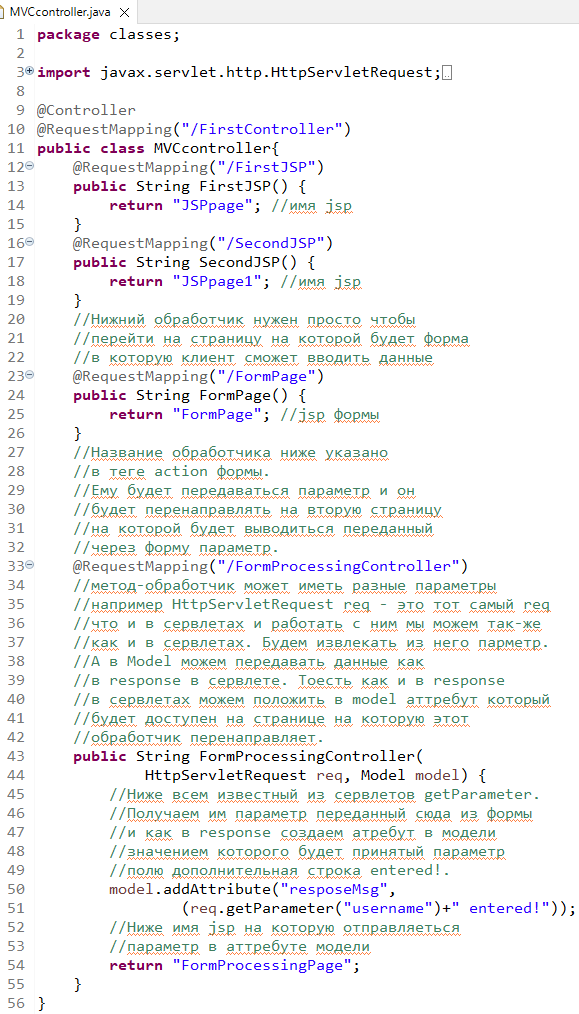 MVCcontroller.java
1 package classes;
2
3 import javax.servlet.http.HttpServletRequest;
8
9 @Controller
10 @RequestMapping("/FirstController")
11 public class MVCcontroller{
12 @RequestMapping("/FirstJSP")
13 public String FirstJSP() {
14 return "JSPpage"; //имя jsp
15 }
16 @RequestMapping("/SecondJSP")
17 public String SecondJSP() {
18 return "JSPpage1"; //имя jsp
19 }
20 //Нижний обработчик нужен просто чтобы
21 //перейти на страницу на которой будет форма
22 //в которую клиент сможет вводить данные
23 @RequestMapping("/FormPage")
24 public String FormPage() {
25 return "FormPage"; //jsp формы
26 }
27 //Название обработчика ниже указано
28 //в теге action формы.
29 //Ему будет передаваться параметр и он
30 //будет перенаправлять на вторую страницу
31 //на которой будет выводиться переданный
32 //через форму параметр.
33 @RequestMapping("/FormProcessingController")
34 //метод-обработчик может иметь разные параметры
35 //например HttpServletRequest req - это тот самый req
36 //что и в сервлетах и работать с ним мы можем так-же
37 //как и в сервлетах. Будем извлекать из него парметр.
38 //А в Model можем передавать данные как
39 //в response в сервлете. Тоесть как и в response
40 //в сервлетах можем положить в model аттребут который
41 //будет доступен на странице на которую этот
42 //обработчик перенаправляет.
43 public String FormProcessingController(
44 HttpServletRequest req, Model model) {
45 //Ниже всем известный из сервлетов getParameter.
46 //Получаем им параметр переданный сюда из формы
47 //и как в response создаем атребут в модели
48 //значением которого будет принятый параметр
49 //полю дополнительная строка entered!.
50 model.addAttribute("resposeMsg",
51 (req.getParameter("username")+" entered!"));
52 //Ниже имя jsp на которую отправляеться
53 //параметр в аттребуте модели
54 return "FormProcessingPage";
55 }
56 }